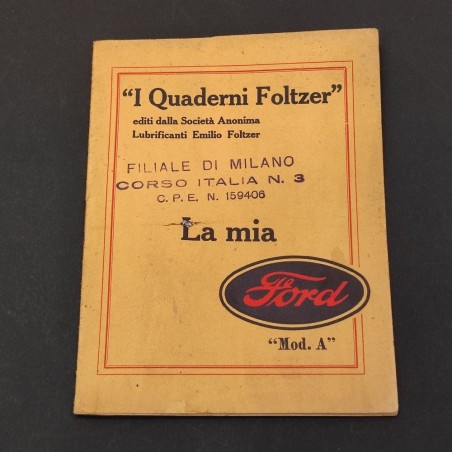 "I Quaderni Foltzer"
editi dalla Società Anonima
Lubrificanti Emilio Foltzer
FILIALE DI MILANO
CORSO ITALIA N. 3
C. P. E. N. 159406
La mia
Ford
"Mod. A"